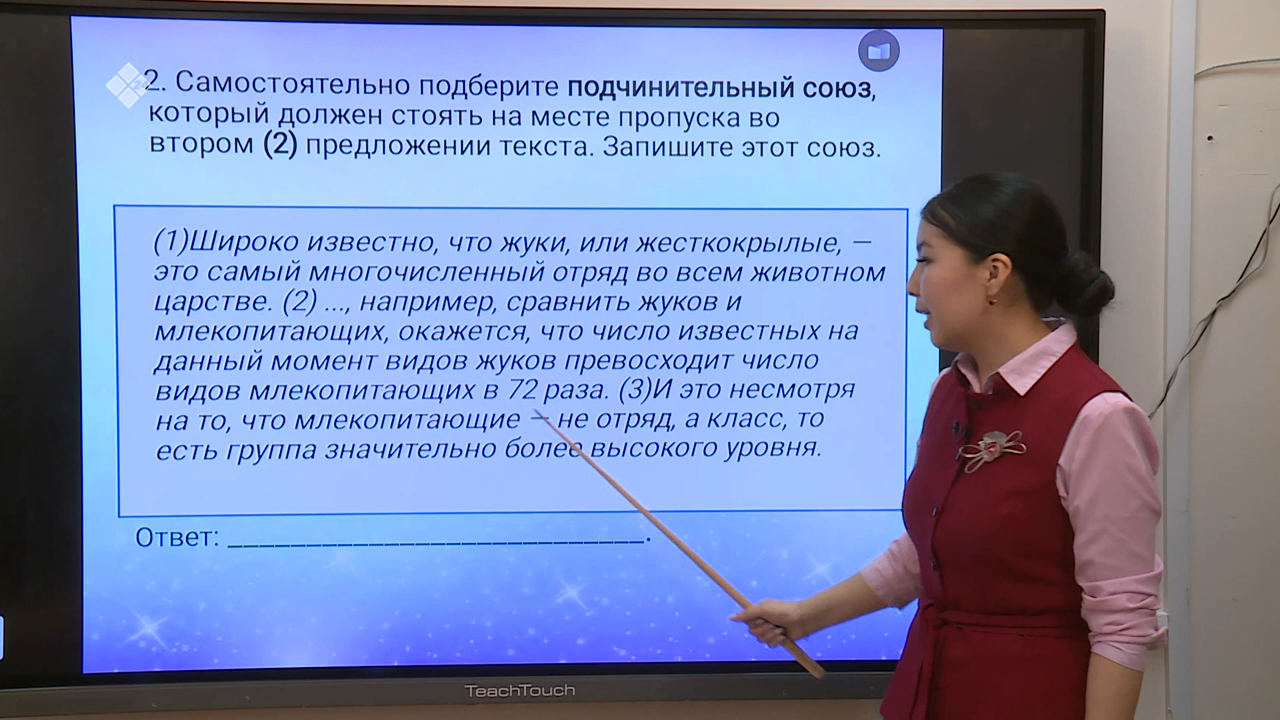 2. Самостоятельно подберите подчинительный союз,
который должен стоять на месте пропуска во
втором (2) предложении текста. Запишите этот союз.
(1)Широко известно, что жуки, или жесткокрылые, —
это самый многочисленный отряд во всем животном
царстве. (2) ..., например, сравнить жуков и
млекопитающих, окажется, что число известных на
данный момент видов жуков превосходит число
видов млекопитающих в 72 раза. (3)И это несмотря
на то, что млекопитающие — не отряд, а класс, то
есть группа значительно более высокого уровня.
Ответ: ___________________________.
TeachTouch